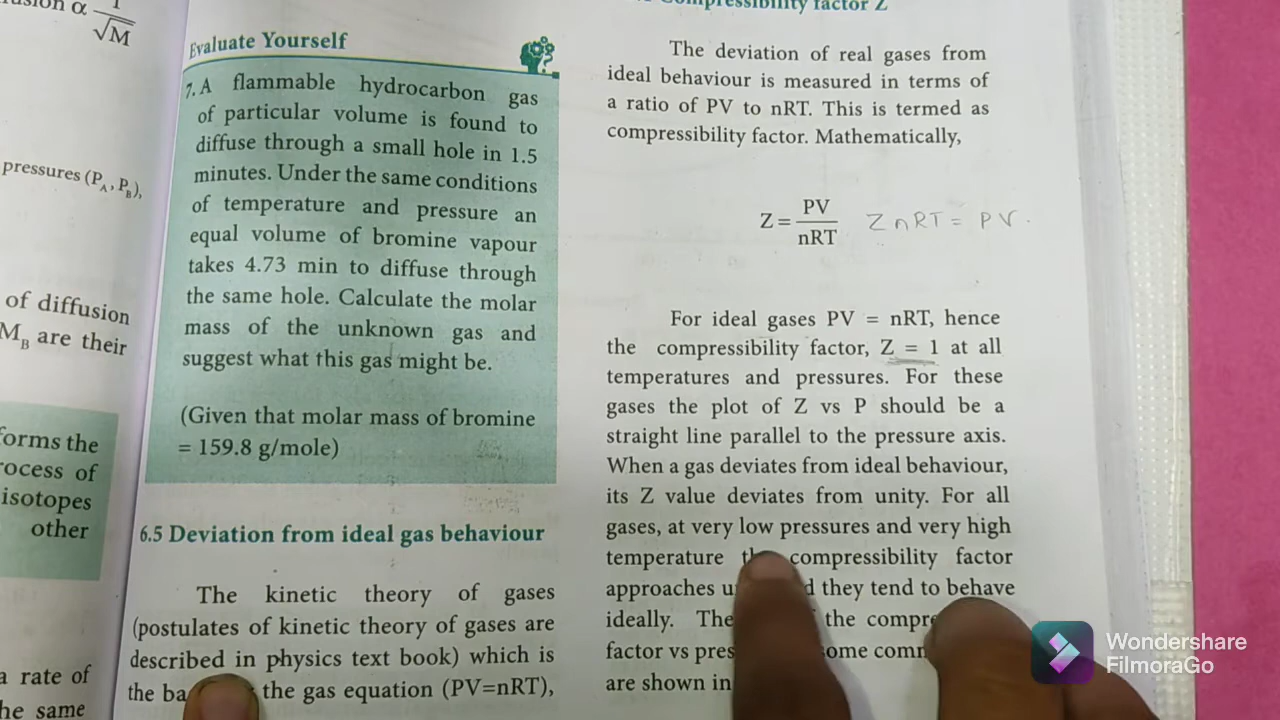 α 1
√M
pressures (P_A, P_B),
of diffusion
M_B are their
forms the
rocess of
isotopes
other
a rate of
he same
Evaluate Yourself
7. A flammable hydrocarbon gas
of particular volume is found to
diffuse through a small hole in 1.5
minutes. Under the same conditions
of temperature and pressure an
equal volume of bromine vapour
takes 4.73 min to diffuse through
the same hole. Calculate the molar
mass of the unknown gas and
suggest what this gas might be.
(Given that molar mass of bromine
= 159.8 g/mole)
6.5 Deviation from ideal gas behaviour
The kinetic theory of gases
(postulates of kinetic theory of gases are
described in physics text book) which is
the the gas equation (PV=nRT),
Compressibility factor Z
The deviation of real gases from
ideal behaviour is measured in terms of
a ratio of PV to nRT. This is termed as
compressibility factor. Mathematically,
Z = PV/nRT ZnRT = PV.
For ideal gases PV = nRT, hence
the compressibility factor, Z = 1 at all
temperatures and pressures. For these
gases the plot of Z vs P should be a
straight line parallel to the pressure axis.
When a gas deviates from ideal behaviour,
its Z value deviates from unity. For all
gases, at very low pressures and very high
temperature compressibility factor
approaches they tend to behave
ideally. The the
factor vs
are shown in
Wondershare
FilmoraGo